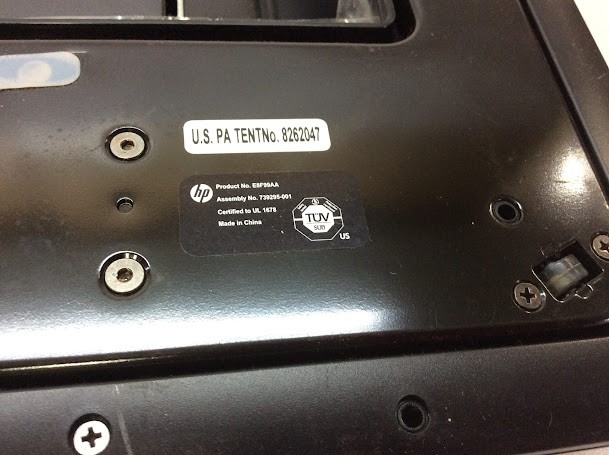 U.S. PA TENTNo. 8262047
hp
Product No. E8F99AA
Assembly No. 739295-001
Certified to UL 1678
Made in China
TÜV
SÜD
US